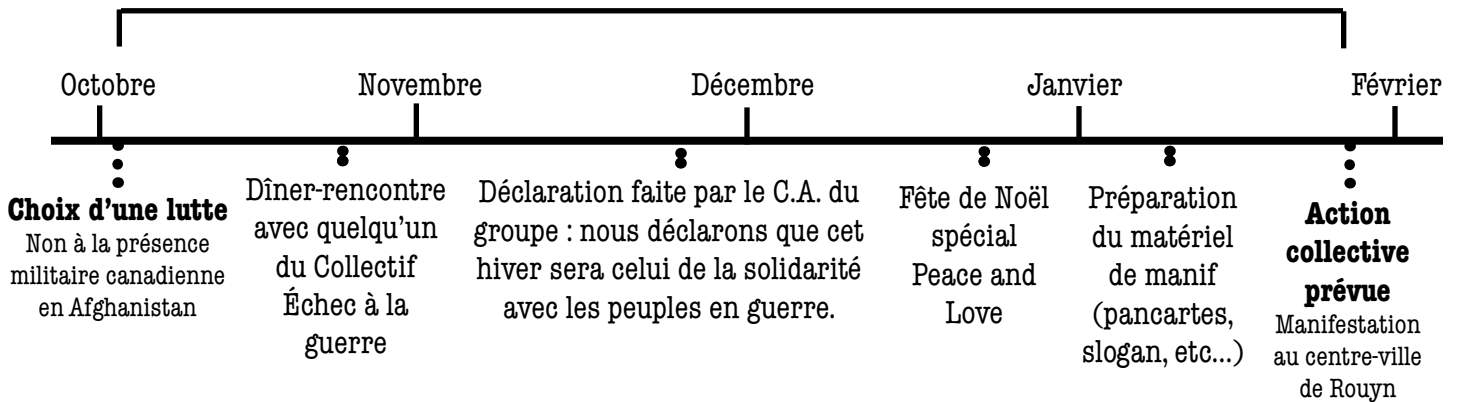 Octobre
Novembre
Décembre
Janvier
Février
Choix d’une lutte
Non à la présence
militaire canadienne
en Afghanistan
Dîner-rencontre
avec quelqu’un
du Collectif
Échec à la
guerre
Déclaration faite par le C.A. du
groupe : nous déclarons que cet
hiver sera celui de la solidarité
avec les peuples en guerre.
Fête de Noël
spécial
Peace and
Love
Préparation
du matériel
de manif
(pancartes,
slogan, etc...)
Action
collective
prévue
Manifestation
au centre-ville
de Rouyn